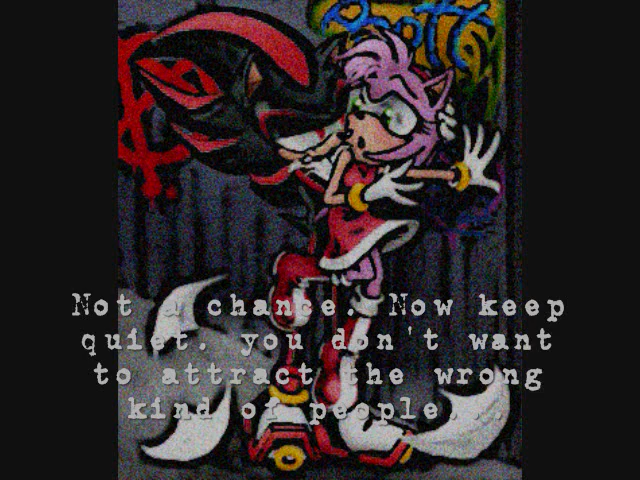 Not a chance. Now keep
quiet. you don't want
to attract the wrong
kind of people...